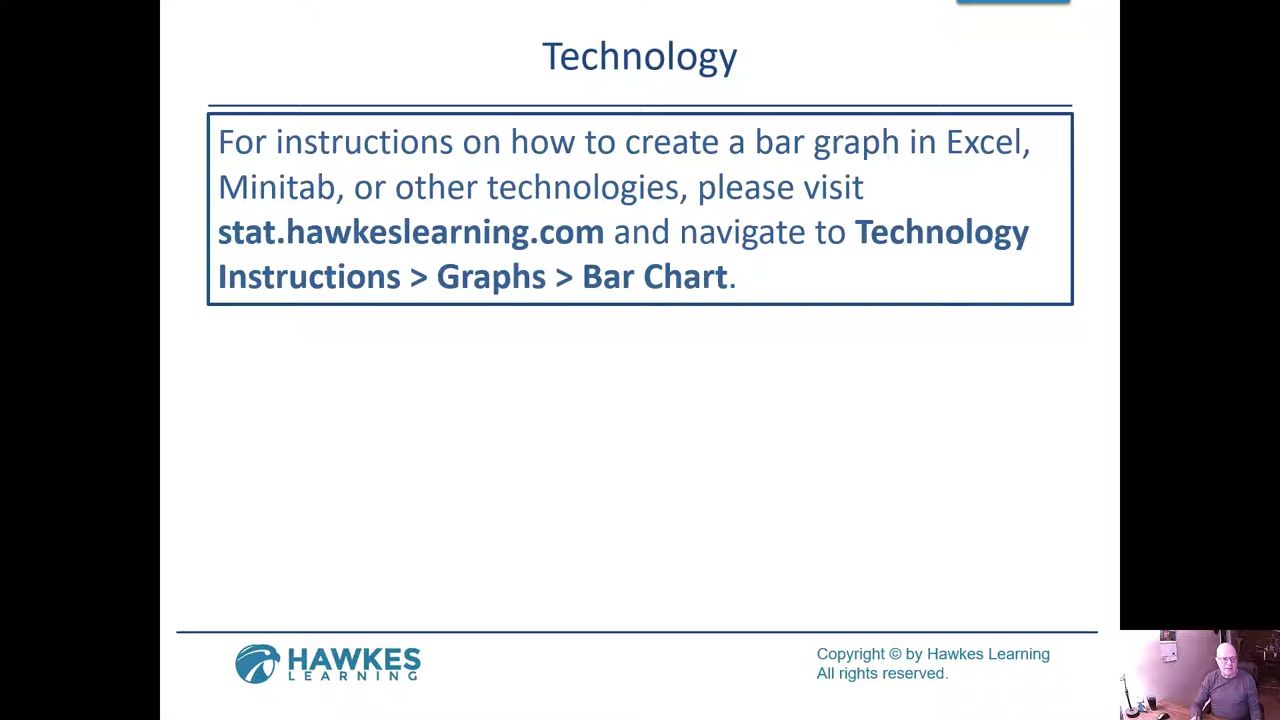 Technology
For instructions on how to create a bar graph in Excel,
Minitab, or other technologies, please visit
stat.hawkeslearning.com and navigate to Technology
Instructions > Graphs > Bar Chart.
HAWKES
LEARNING
Copyright © by Hawkes Learning
All rights reserved.